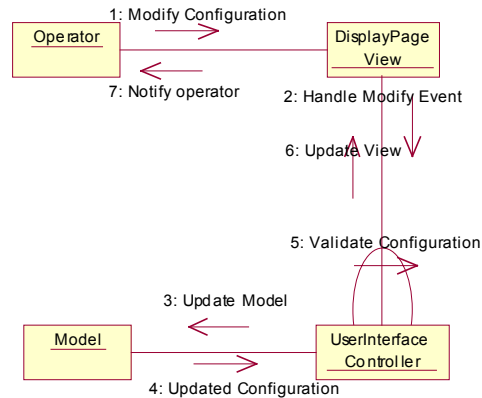 1: Modify Configuration
Operator
DisplayPage
View
7: Notify operator
2: Handle Modify Event
6: Update View
5: Validate Configuration
3: Update Model
Model
UserInterface
Controller
4: Updated Configuration